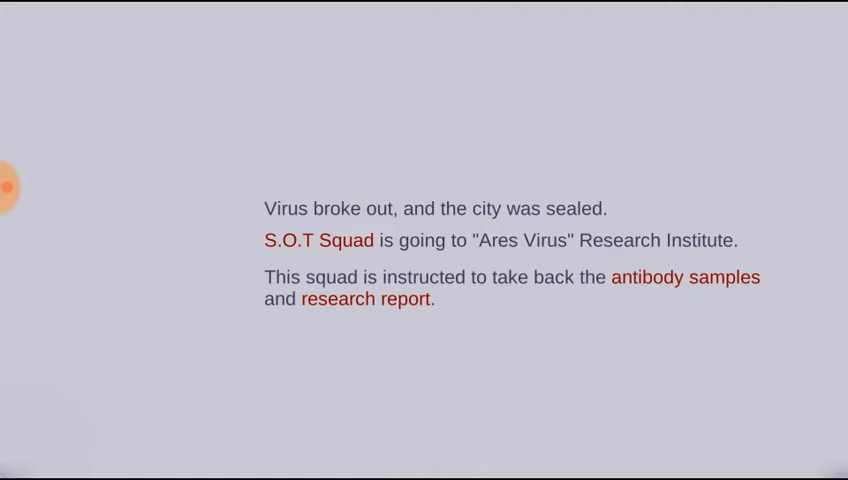 Virus broke out, and the city was sealed.
S.O.T Squad is going to "Ares Virus" Research Institute.
This squad is instructed to take back the antibody samples
and research report.